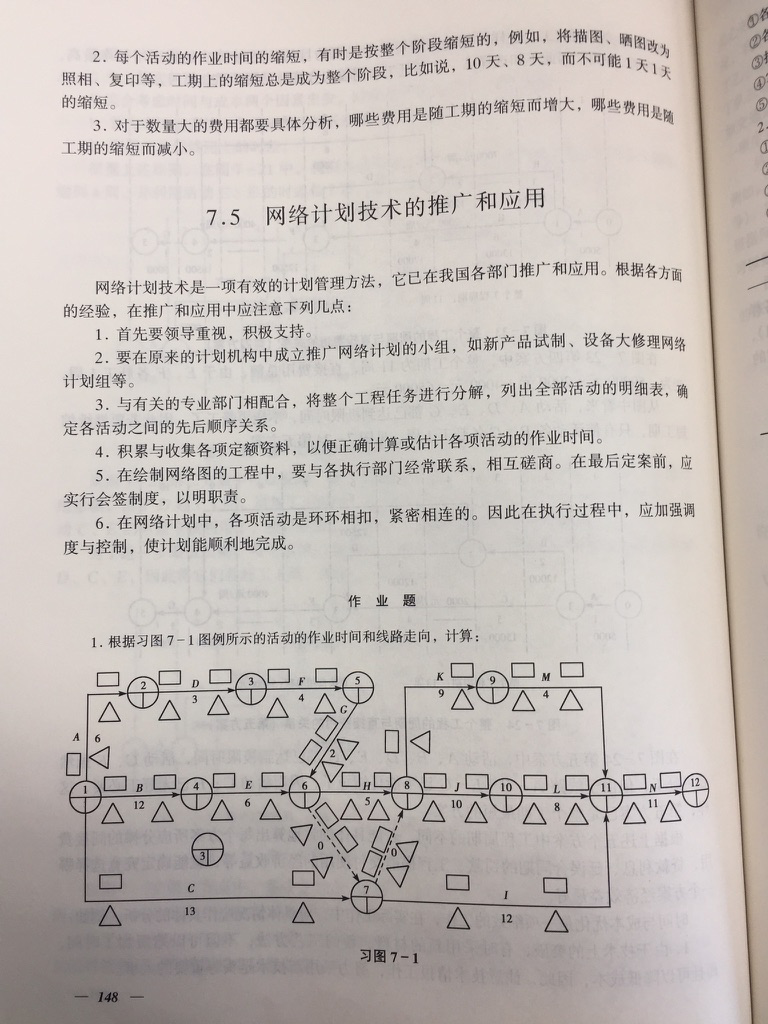 2. 每个活动的作业时间的缩短，有时是按整个阶段缩短的，例如，将描图、晒图改为
照相、复印等，工期上的缩短总是成为整个阶段，比如说，10 天、8 天，而不可能1天1天
的缩短。
3. 对于数量大的费用都要具体分析，哪些费用是随工期的缩短而增大，哪些费用是随
工期的缩短而减小。
7.5 网络计划技术的推广和应用
网络计划技术是一项有效的计划管理方法，它已在我国各部门推广和应用。根据各方面
的经验，在推广和应用中应注意下列几点：
1. 首先要领导重视，积极支持。
2. 要在原来的计划机构中成立推广网络计划的小组，如新产品试制、设备大修理网络
计划组等。
3. 与有关的专业部门相配合，将整个工程任务进行分解，列出全部活动的明细表，确
定各活动之间的先后顺序关系。
4. 积累与收集各项定额资料，以便正确计算或估计各项活动的作业时间。
5. 在绘制网络图的工程中，要与各执行部门经常联系，相互磋商。在最后定案前，应
实行会签制度，以明职责。
6. 在网络计划中，各项活动是环环相扣，紧密相连的。因此在执行过程中，应加强调
度与控制，使计划能顺利地完成。
作 业 题
1. 根据习图 7－1 图例所示的活动的作业时间和线路走向，计算：
K M
9 4
9
D F
3 4
2 3 5
G
2
A 6
B E H J L N
12 6 5 10 8 11
1 4 6 8 10 11 12
3
0 0
7
C
13
I
12
习图 7－1
— 148 —